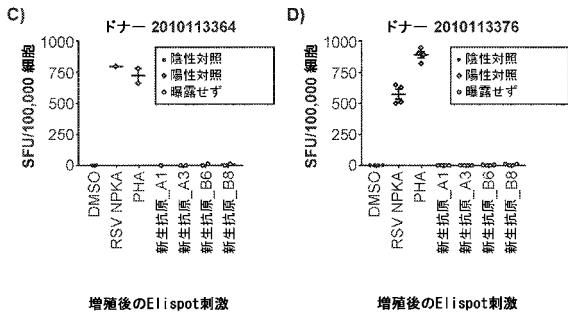 C)
ドナー 2010113364
SFU/100,000 細胞
1000
750
500
250
0
陰性対照
陽性対照
曝露せず
DMSO
RSV NPKA
PHA
新生抗原_A1
新生抗原_A3
新生抗原_B6
新生抗原_B8
増殖後のElispot刺激
D)
ドナー 2010113376
SFU/100,000 細胞
1000
750
500
250
0
陰性対照
陽性対照
曝露せず
DMSO
RSV NPKA
PHA
新生抗原_A1
新生抗原_A3
新生抗原_B6
新生抗原_B8
増殖後のElispot刺激